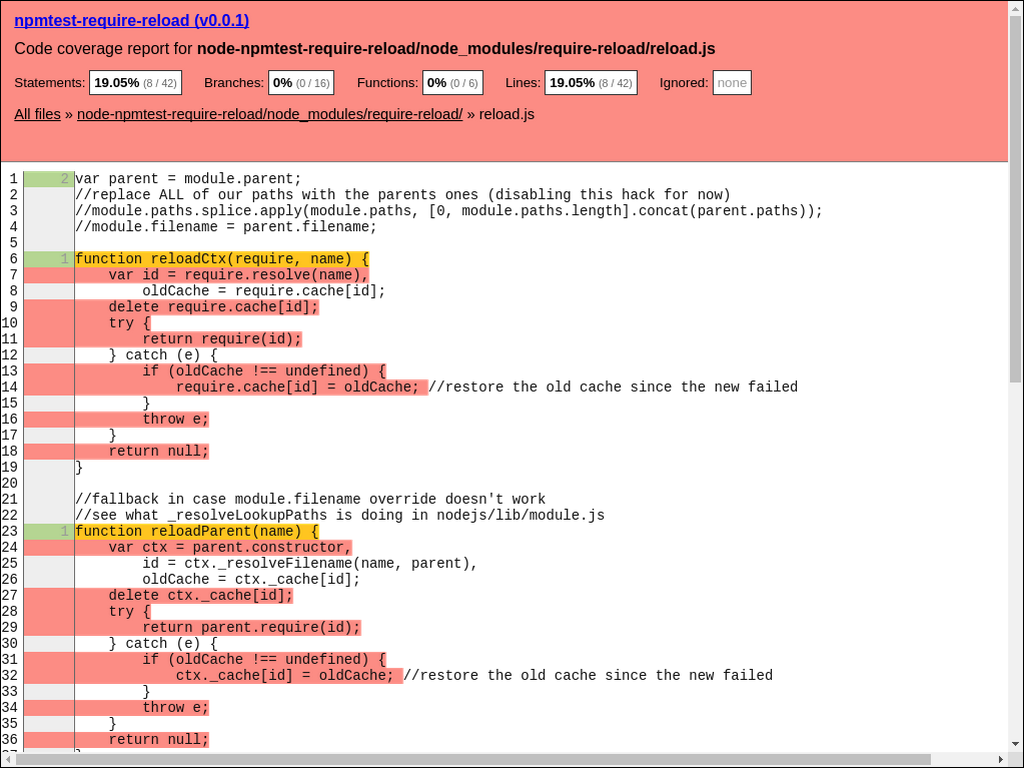 npmtest-require-reload (v0.0.1)
Code coverage report for node-npmtest-require-reload/node_modules/require-reload/reload.js
Statements: 19.05% (8 / 42) Branches: 0% (0 / 16) Functions: 0% (0 / 6) Lines: 19.05% (8 / 42) Ignored: none
All files » node-npmtest-require-reload/node_modules/require-reload/ » reload.js
1 2 var parent = module.parent;
2 //replace ALL of our paths with the parents ones (disabling this hack for now)
3 //module.paths.splice.apply(module.paths, [0, module.paths.length].concat(parent.paths));
4 //module.filename = parent.filename;
5
6 1 function reloadCtx(require, name) {
7     var id = require.resolve(name),
8         oldCache = require.cache[id];
9     delete require.cache[id];
10     try {
11         return require(id);
12     } catch (e) {
13         if (oldCache !== undefined) {
14             require.cache[id] = oldCache; //restore the old cache since the new failed
15         }
16         throw e;
17     }
18     return null;
19 }
20
21 //fallback in case module.filename override doesn't work
22 //see what _resolveLookupPaths is doing in nodejs/lib/module.js
23 1 function reloadParent(name) {
24     var ctx = parent.constructor,
25         id = ctx._resolveFilename(name, parent),
26         oldCache = ctx._cache[id];
27     delete ctx._cache[id];
28     try {
29         return parent.require(id);
30     } catch (e) {
31         if (oldCache !== undefined) {
32             ctx._cache[id] = oldCache; //restore the old cache since the new failed
33         }
34         throw e;
35     }
36     return null;